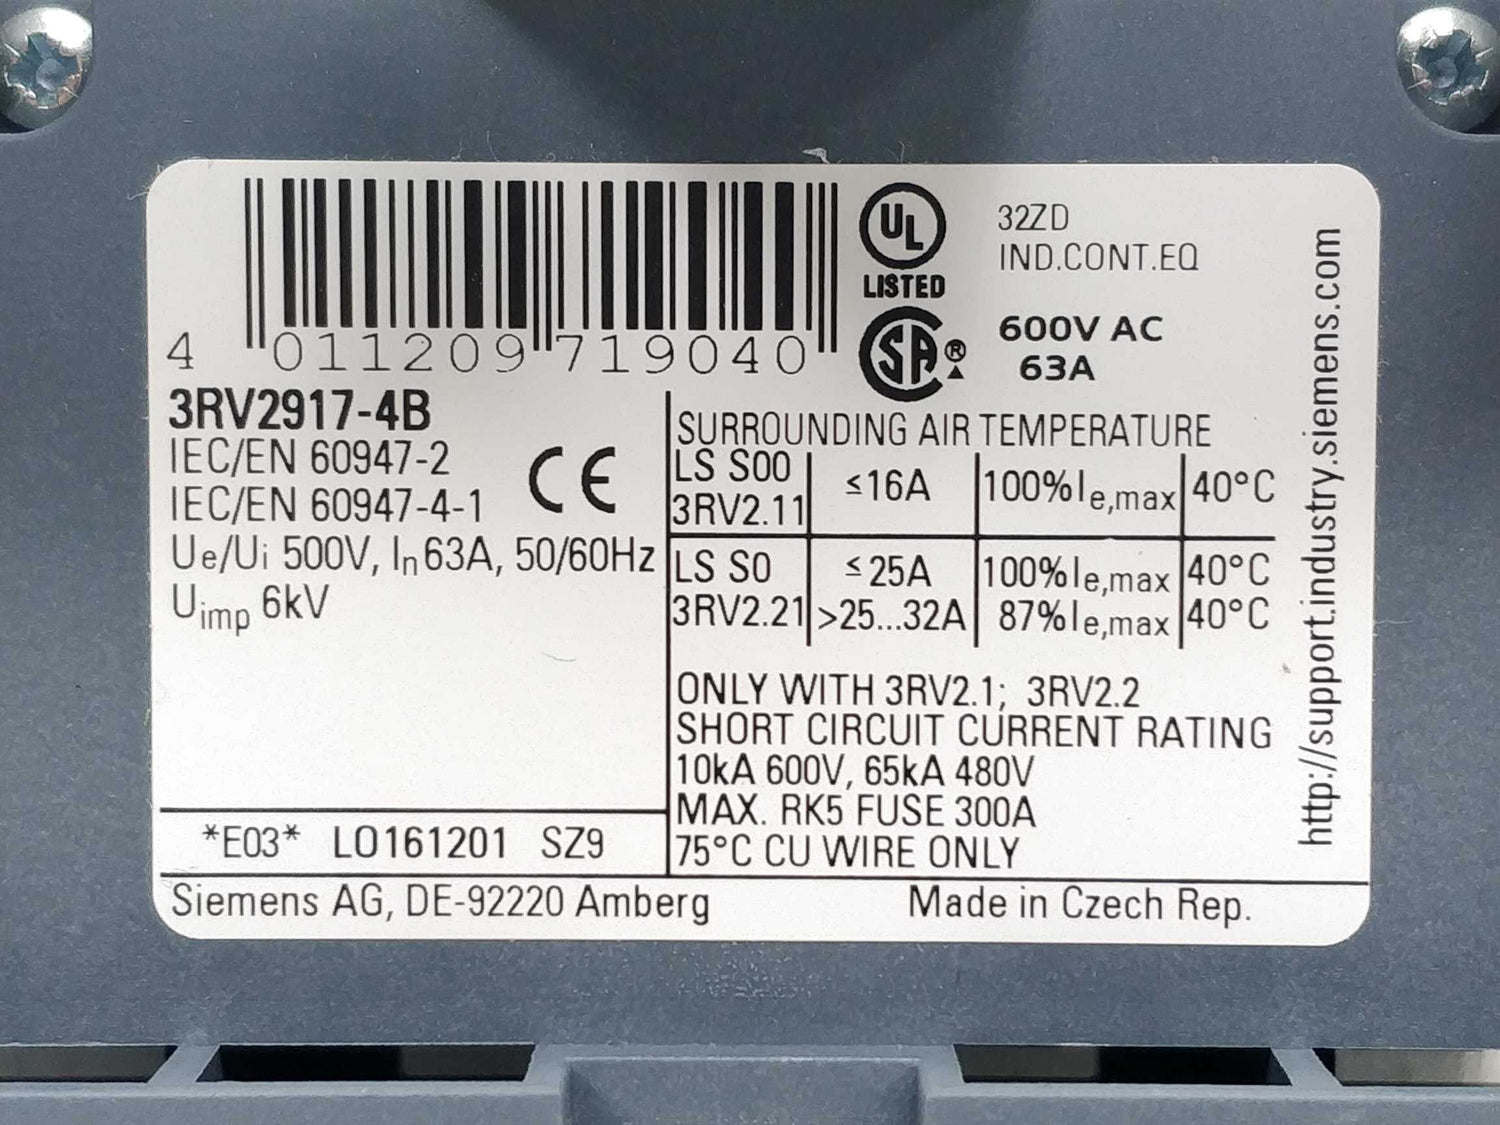 4 011209 719040
UL
LISTED
32ZD
IND.CONT.EQ
SA ®
600V AC
63A
3RV2917-4B
IEC/EN 60947-2
IEC/EN 60947-4-1
CE
Ue/Ui 500V, In 63A, 50/60Hz
Uimp 6kV
SURROUNDING AIR TEMPERATURE
LS S00
3RV2.11 ≤16A 100%Ie,max 40°C
LS S0 ≤25A 100%Ie,max 40°C
3RV2.21 >25...32A 87%Ie,max 40°C
ONLY WITH 3RV2.1; 3RV2.2
SHORT CIRCUIT CURRENT RATING
10kA 600V, 65kA 480V
MAX. RK5 FUSE 300A
75°C CU WIRE ONLY
*E03* LO161201 SZ9
Siemens AG, DE-92220 Amberg Made in Czech Rep.
http://support.industry.siemens.com